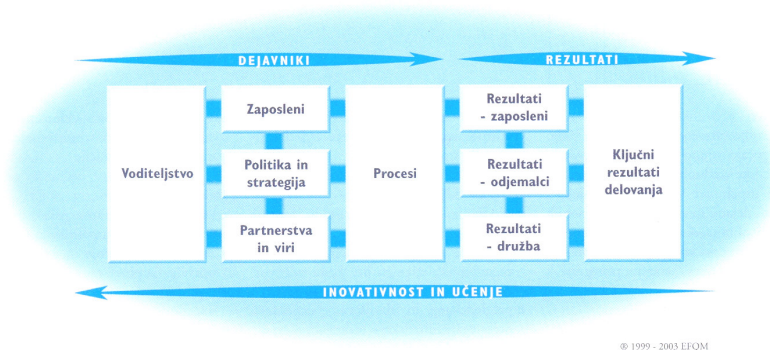 DEJAVNIKI
REZULTATI
Voditeljstvo
Zaposleni
Politika in
strategija
Partnerstva
in viri
Procesi
Rezultati
- zaposleni
Rezultati
- odjemalci
Rezultati
- družba
Ključni
rezultati
delovanja
INOVATIVNOST IN UČENJE
® 1999 - 2003 EFQM